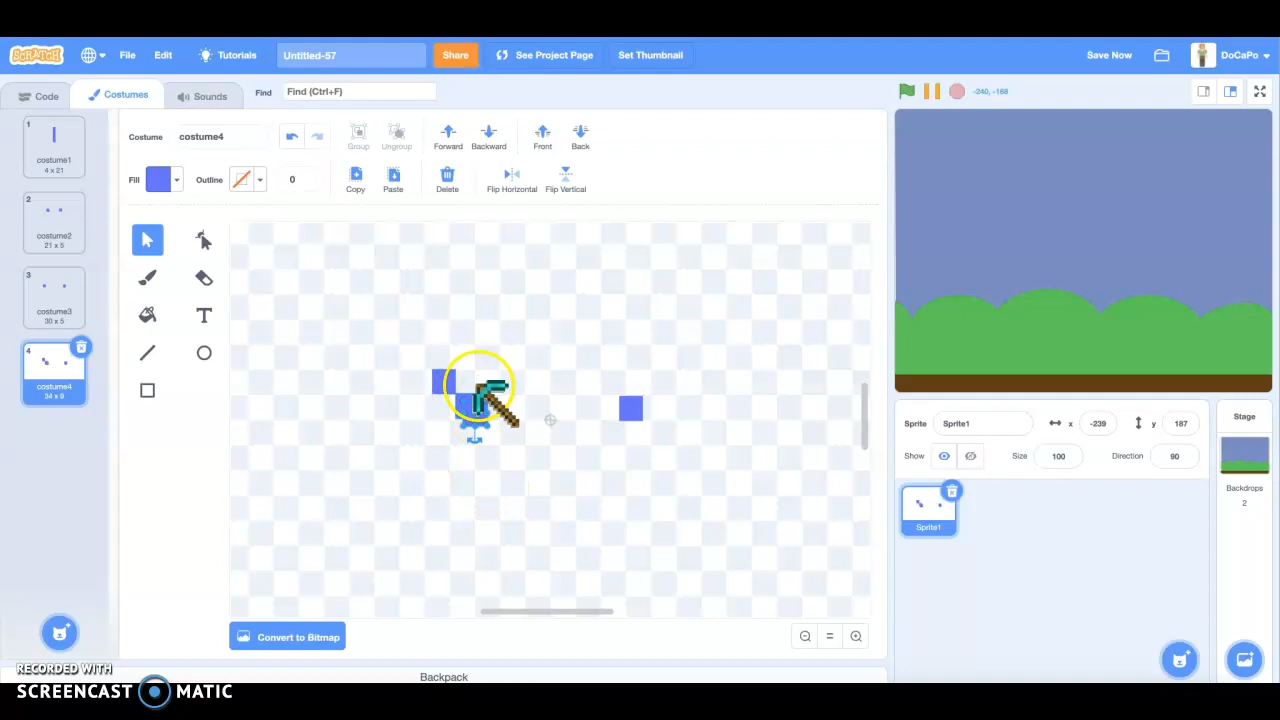 SCRATCH File Edit Tutorials Untitled-57 Share See Project Page Set Thumbnail Save Now DoCaPo
Code Costumes Sounds Find Find (Ctrl+F) -240, -168
1
costume1
4 x 21
2
costume2
21 x 5
3
costume3
30 x 5
4
costume4
34 x 9
Costume costume4 Group Ungroup Forward Backward Front Back
Fill Outline 0 Copy Paste Delete Flip Horizontal Flip Vertical
Convert to Bitmap
Backpack
Sprite Sprite1 x -239 y 187
Show Size 100 Direction 90
Sprite1
Stage
Backdrops
2
RECORDED WITH
SCREENCAST MATIC